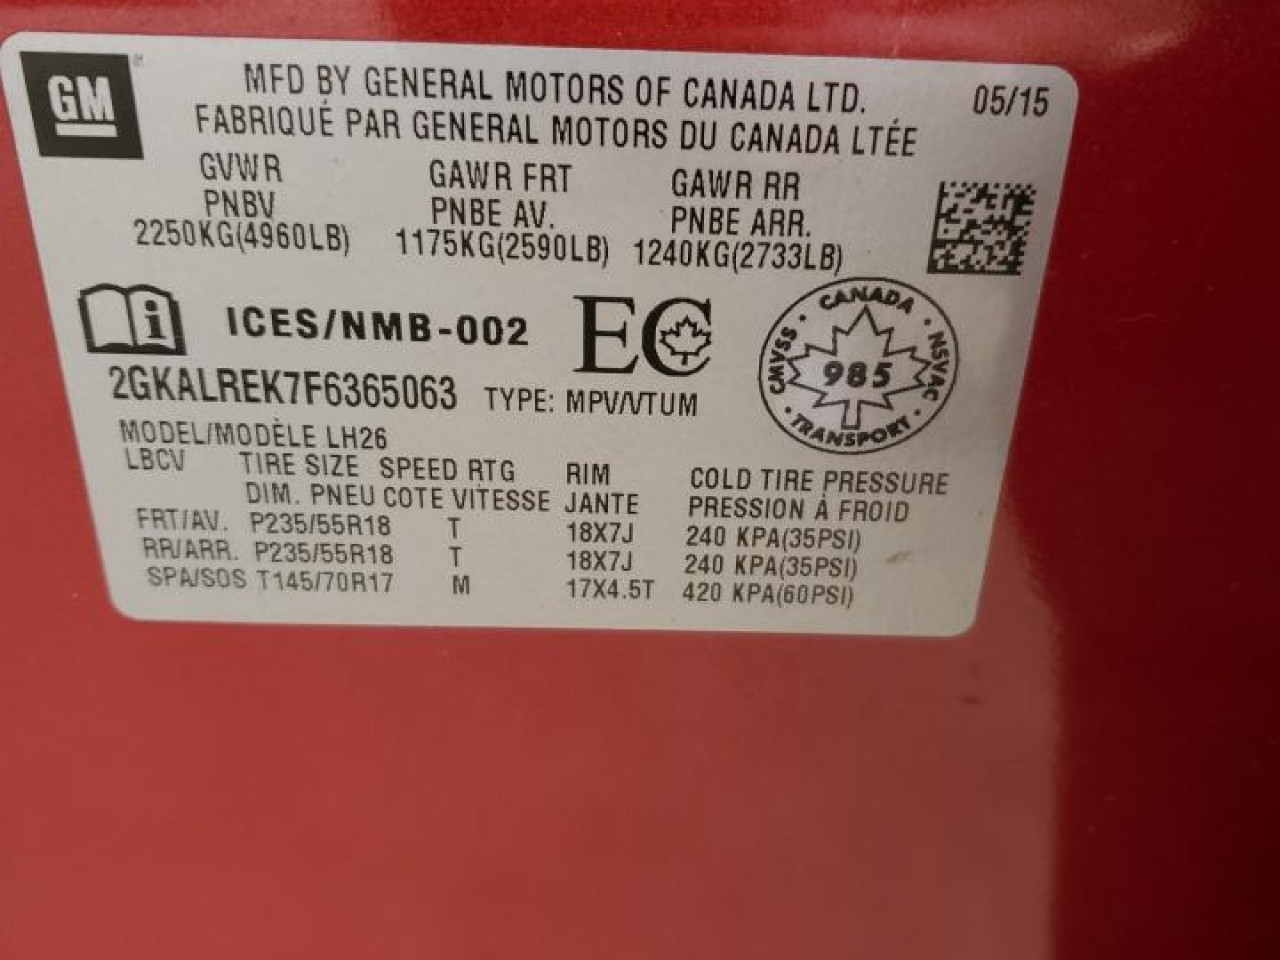 GM
MFD BY GENERAL MOTORS OF CANADA LTD. 05/15
FABRIQUÉ PAR GENERAL MOTORS DU CANADA LTÉE
GVWR GAWR FRT GAWR RR
PNBV PNBE AV. PNBE ARR.
2250KG(4960LB) 1175KG(2590LB) 1240KG(2733LB)
i ICES/NMB-002 EC
CANADA
CMVSS · 985 · NSVAC
· TRANSPORT ·
2GKALREK7F6365063 TYPE: MPV/VTUM
MODEL/MODÈLE LH26
LBCV TIRE SIZE SPEED RTG RIM COLD TIRE PRESSURE
DIM. PNEU COTE VITESSE JANTE PRESSION À FROID
FRT/AV. P235/55R18 T 18X7J 240 KPA(35PSI)
RR/ARR. P235/55R18 T 18X7J 240 KPA(35PSI)
SPA/SOS T145/70R17 M 17X4.5T 420 KPA(60PSI)